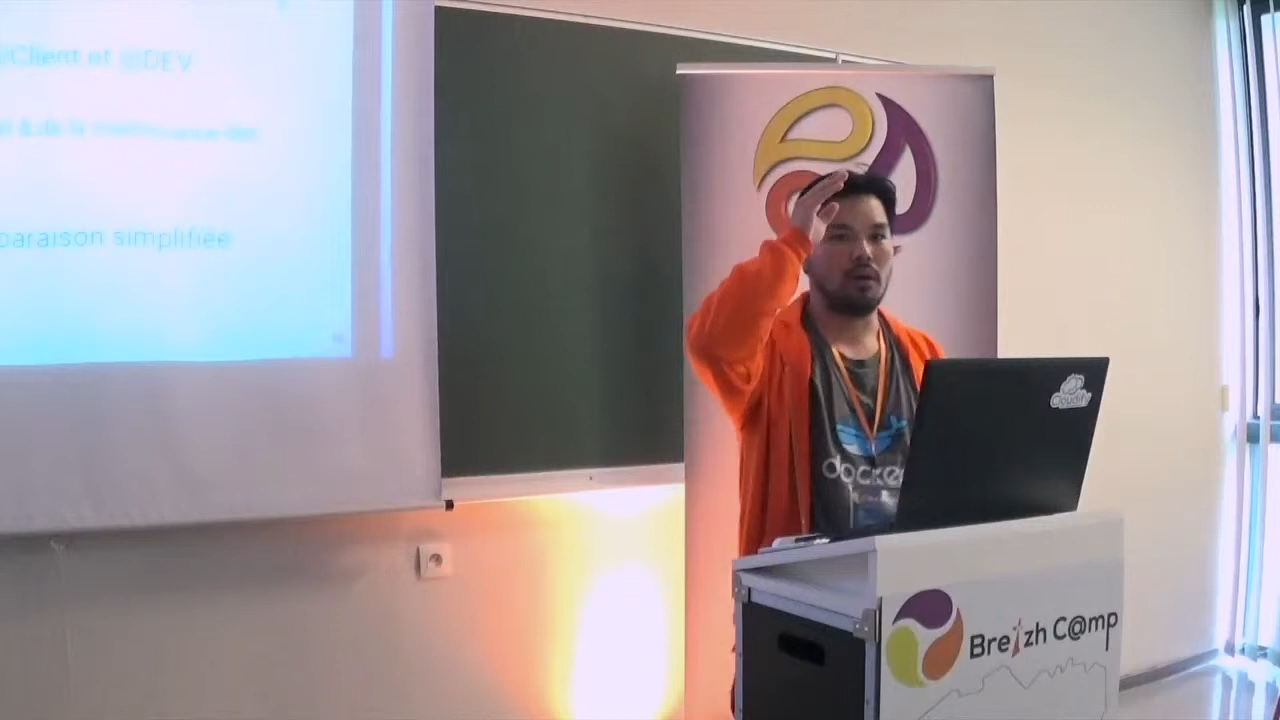 /Client et @DEV
paraison simplifiée
Cloudify
docker
Breizh C@mp